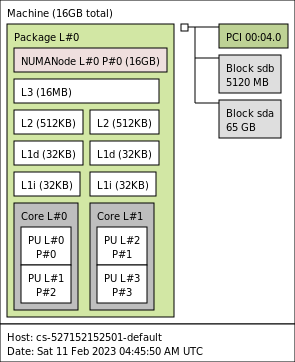 Machine (16GB total)
Package L#0
NUMANode L#0 P#0 (16GB)
L3 (16MB)
L2 (512KB)
L2 (512KB)
L1d (32KB)
L1d (32KB)
L1i (32KB)
L1i (32KB)
Core L#0
Core L#1
PU L#0
P#0
PU L#2
P#1
PU L#1
P#2
PU L#3
P#3
PCI 00:04.0
Block sdb
5120 MB
Block sda
65 GB
Host: cs-527152152501-default
Date: Sat 11 Feb 2023 04:45:50 AM UTC